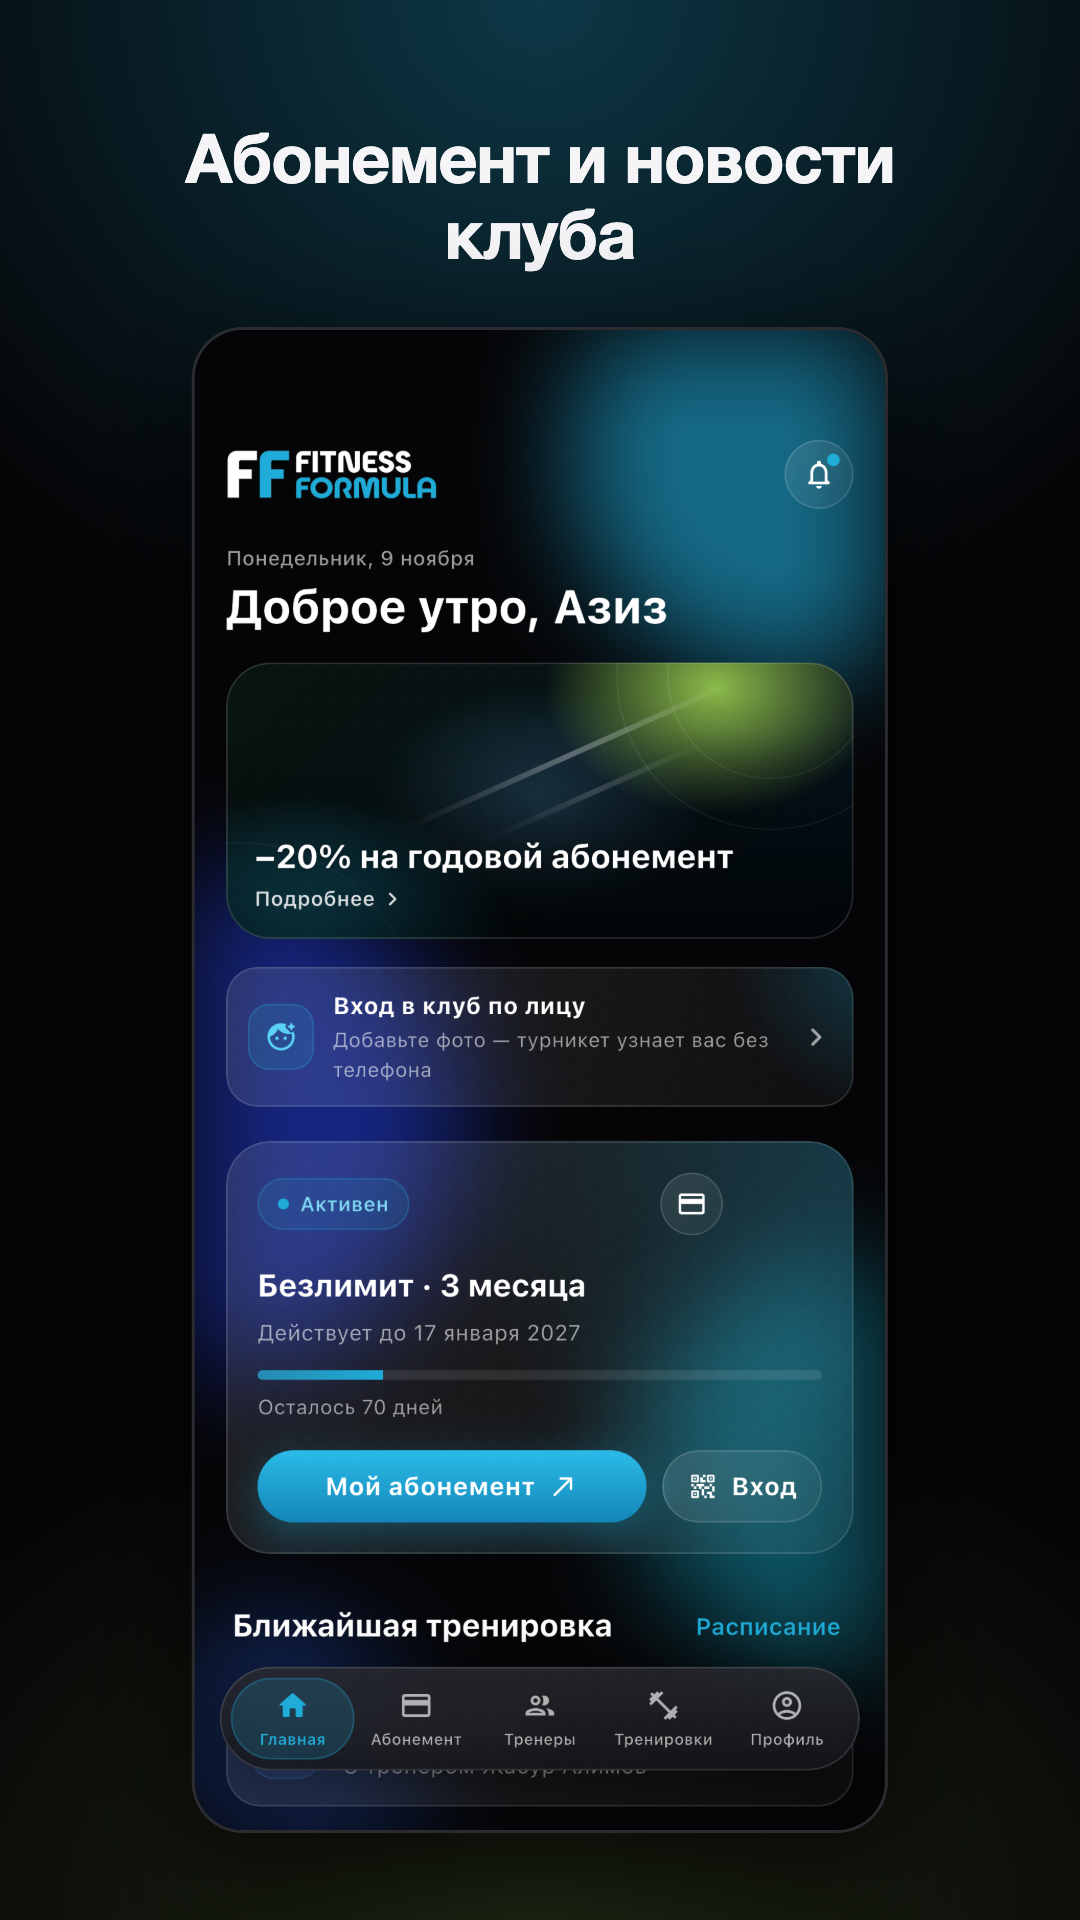 Абонемент и новости
клуба
FF FITNESS
FORMULA
Понедельник, 9 ноября
Доброе утро, Азиз
–20% на годовой абонемент
Подробнее
Вход в клуб по лицу
Добавьте фото — турникет узнает вас без
телефона
Активен
Безлимит · 3 месяца
Действует до 17 января 2027
Осталось 70 дней
Мой абонемент
Вход
Ближайшая тренировка
Расписание
Главная
Абонемент
Тренеры
Тренировки
Профиль